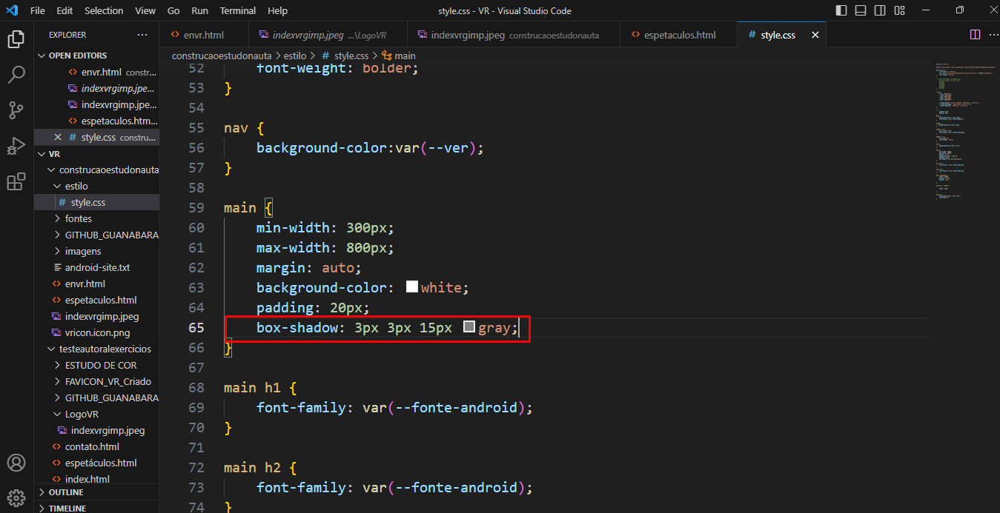 File Edit Selection View Go Run Terminal Help
style.css - VR - Visual Studio Code
EXPLORER
OPEN EDITORS
envr.html constr...
indexvrgimp.jpe...
indexvrgimp.jpe...
espetaculos.htm...
style.css constru...
VR
construcaoestudonauta
estilo
style.css
fontes
GITHUB_GUANABARA
imagens
android-site.txt
envr.html
espetaculos.html
indexvrgimp.jpeg
vricon.icon.png
testeautoralexercicios
ESTUDO DE COR
FAVICON_VR_Criado
GITHUB_GUANABARA
LogoVR
indexvrgimp.jpeg
contato.html
espetáculos.html
index.html
OUTLINE
TIMELINE
envr.html
indexvrgimp.jpeg ...\LogoVR
indexvrgimp.jpeg construcaoestudonauta
espetaculos.html
# style.css
construcaoestudonauta > estilo > # style.css > main
52 font-weight: bolder;
53 }
54
55 nav {
56 background-color:var(--ver);
57 }
58
59 main {
60 min-width: 300px;
61 max-width: 800px;
62 margin: auto;
63 background-color: white;
64 padding: 20px;
65 box-shadow: 3px 3px 15px gray;
66 }
67
68 main h1 {
69 font-family: var(--fonte-android);
70 }
71
72 main h2 {
73 font-family: var(--fonte-android);
74 }